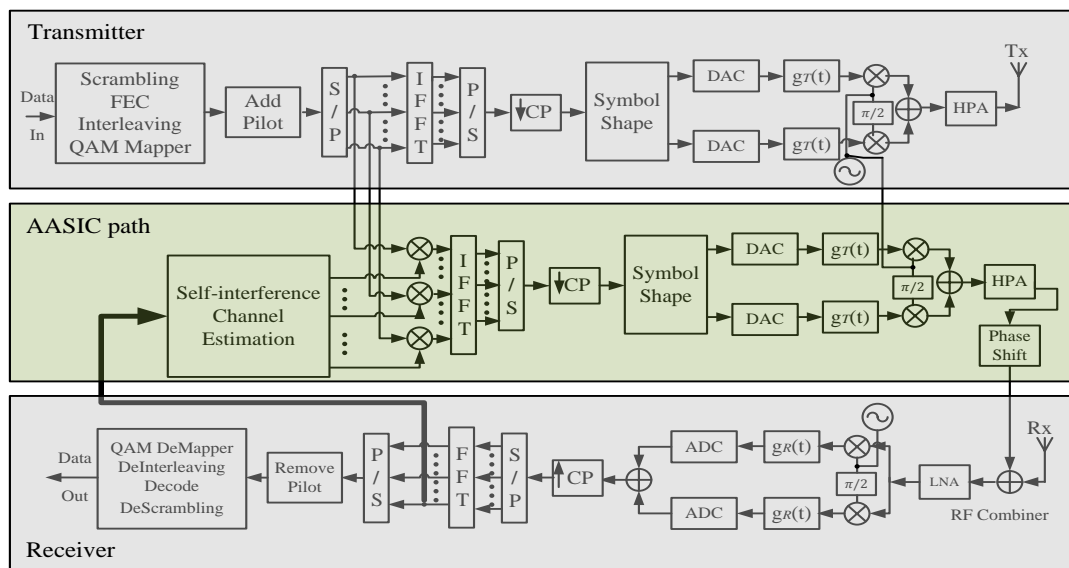 Transmitter
Tx
Data
In
Scrambling
FEC
Interleaving
QAM Mapper
Add
Pilot
S
/
P
I
F
F
T
P
/
S
CP
Symbol
Shape
DAC
gT(t)
DAC
gT(t)
π/2
HPA
AASIC path
Self-interference
Channel
Estimation
I
F
F
T
P
/
S
CP
Symbol
Shape
DAC
gT(t)
DAC
gT(t)
π/2
HPA
Phase
Shift
Rx
Data
Out
QAM DeMapper
DeInterleaving
Decode
DeScrambling
Remove
Pilot
P
/
S
F
F
T
S
/
P
CP
ADC
gR(t)
ADC
gR(t)
π/2
LNA
RF Combiner
Receiver